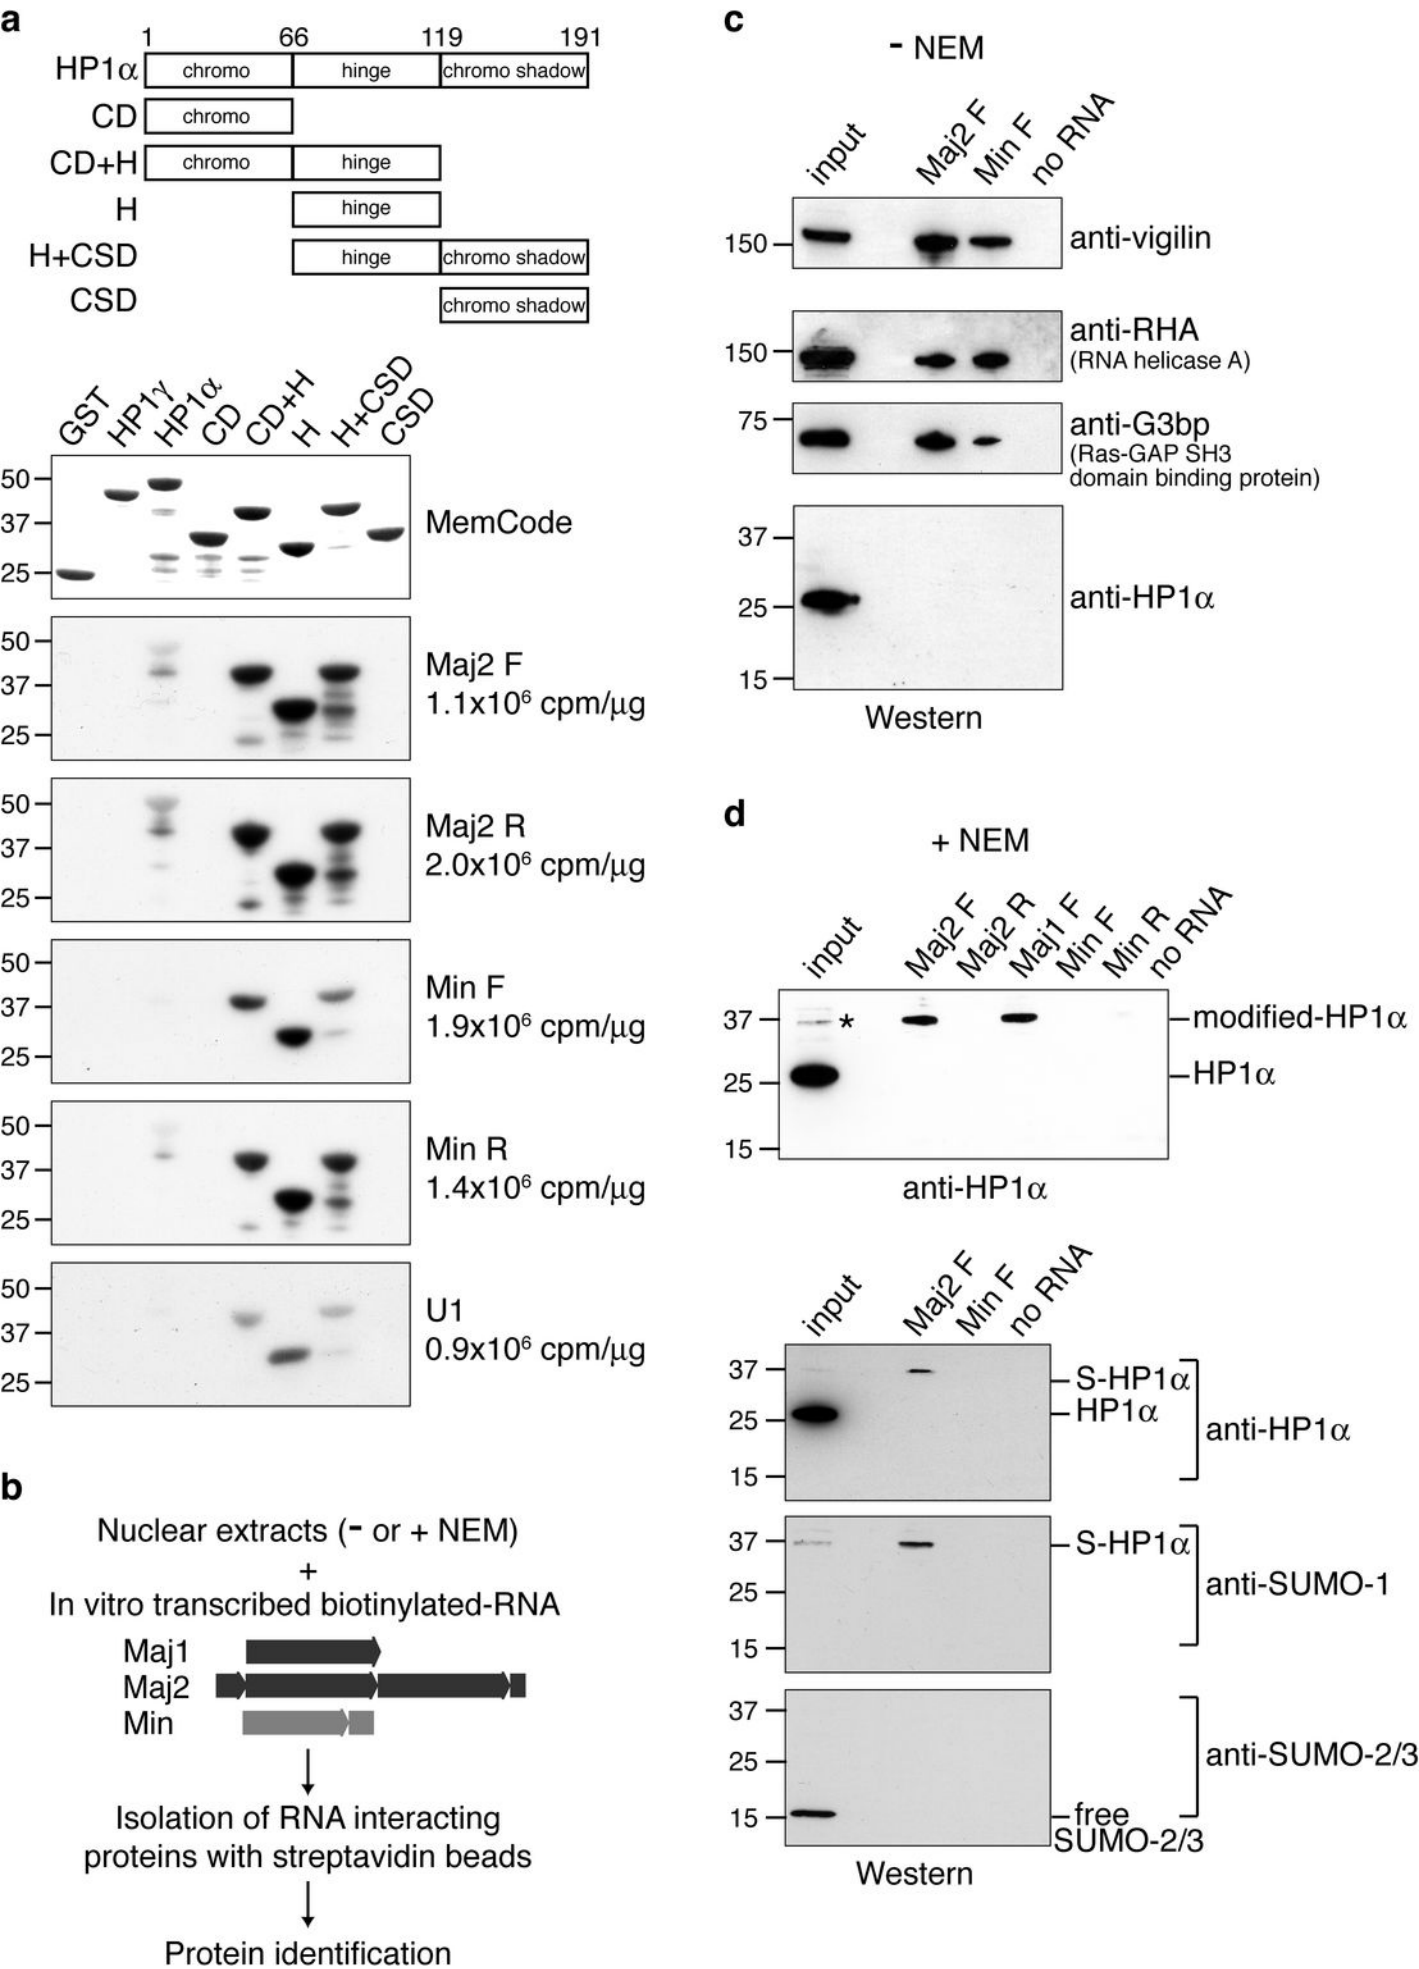 a
1 66 119 191
HP1α chromo hinge chromo shadow
CD chromo
CD+H chromo hinge
H hinge
H+CSD hinge chromo shadow
CSD chromo shadow
GST HP1γ HP1α CD CD+H H H+CSD CSD
50
37
25
MemCode
50
37
25
Maj2 F
1.1x10⁶ cpm/μg
50
37
25
Maj2 R
2.0x10⁶ cpm/μg
50
37
25
Min F
1.9x10⁶ cpm/μg
50
37
25
Min R
1.4x10⁶ cpm/μg
50
37
25
U1
0.9x10⁶ cpm/μg
b
Nuclear extracts (- or + NEM)
+
In vitro transcribed biotinylated-RNA
Maj1
Maj2
Min
Isolation of RNA interacting
proteins with streptavidin beads
Protein identification
c
- NEM
input Maj2 F Min F no RNA
150 anti-vigilin
150 anti-RHA
(RNA helicase A)
75 anti-G3bp
(Ras-GAP SH3
domain binding protein)
37
25 anti-HP1α
15
Western
d
+ NEM
input Maj2 F Maj2 R Maj1 F Min F Min R no RNA
37 * modified-HP1α
25 HP1α
15
anti-HP1α
input Maj2 F Min F no RNA
37 S-HP1α
25 HP1α
15
anti-HP1α
37 S-HP1α
25
15
anti-SUMO-1
37
25
15
anti-SUMO-2/3
free
SUMO-2/3
Western